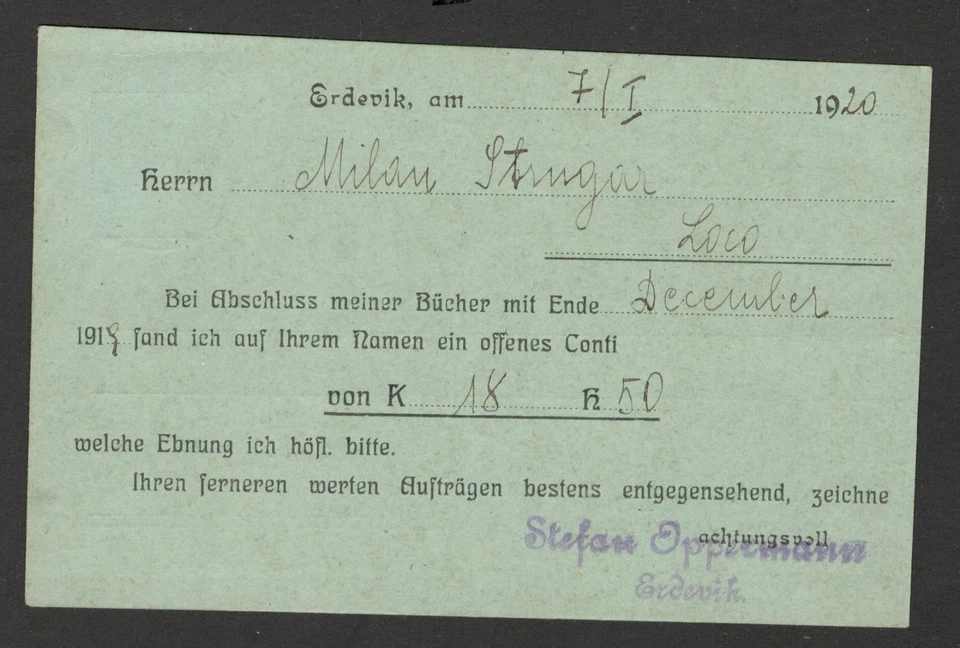 Erdevik, am 7/I 1920
Herrn Milan Strugar
Loco
Bei Abschluss meiner Bücher mit Ende December
1919 fand ich auf Ihrem Namen ein offenes Conti
von K 18 h 50
welche Ebnung ich höfl. bitte.
Ihren ferneren werten Aufträgen bestens entgegensehend, zeichne
achtungsvoll
Stefan Oppermann
Erdevik.